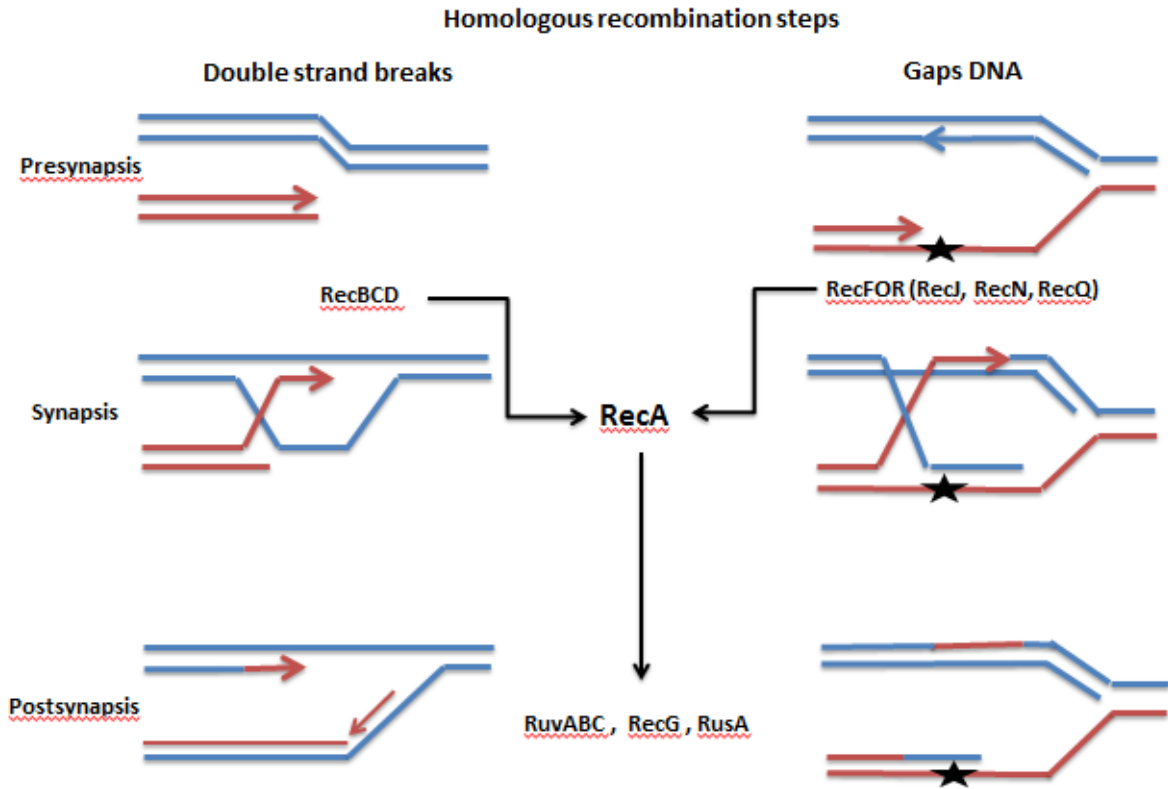 Homologous recombination steps
Double strand breaks
Gaps DNA
Presynapsis
RecBCD
RecFOR (RecJ, RecN, RecQ)
Synapsis
RecA
Postsynapsis
RuvABC , RecG , RusA